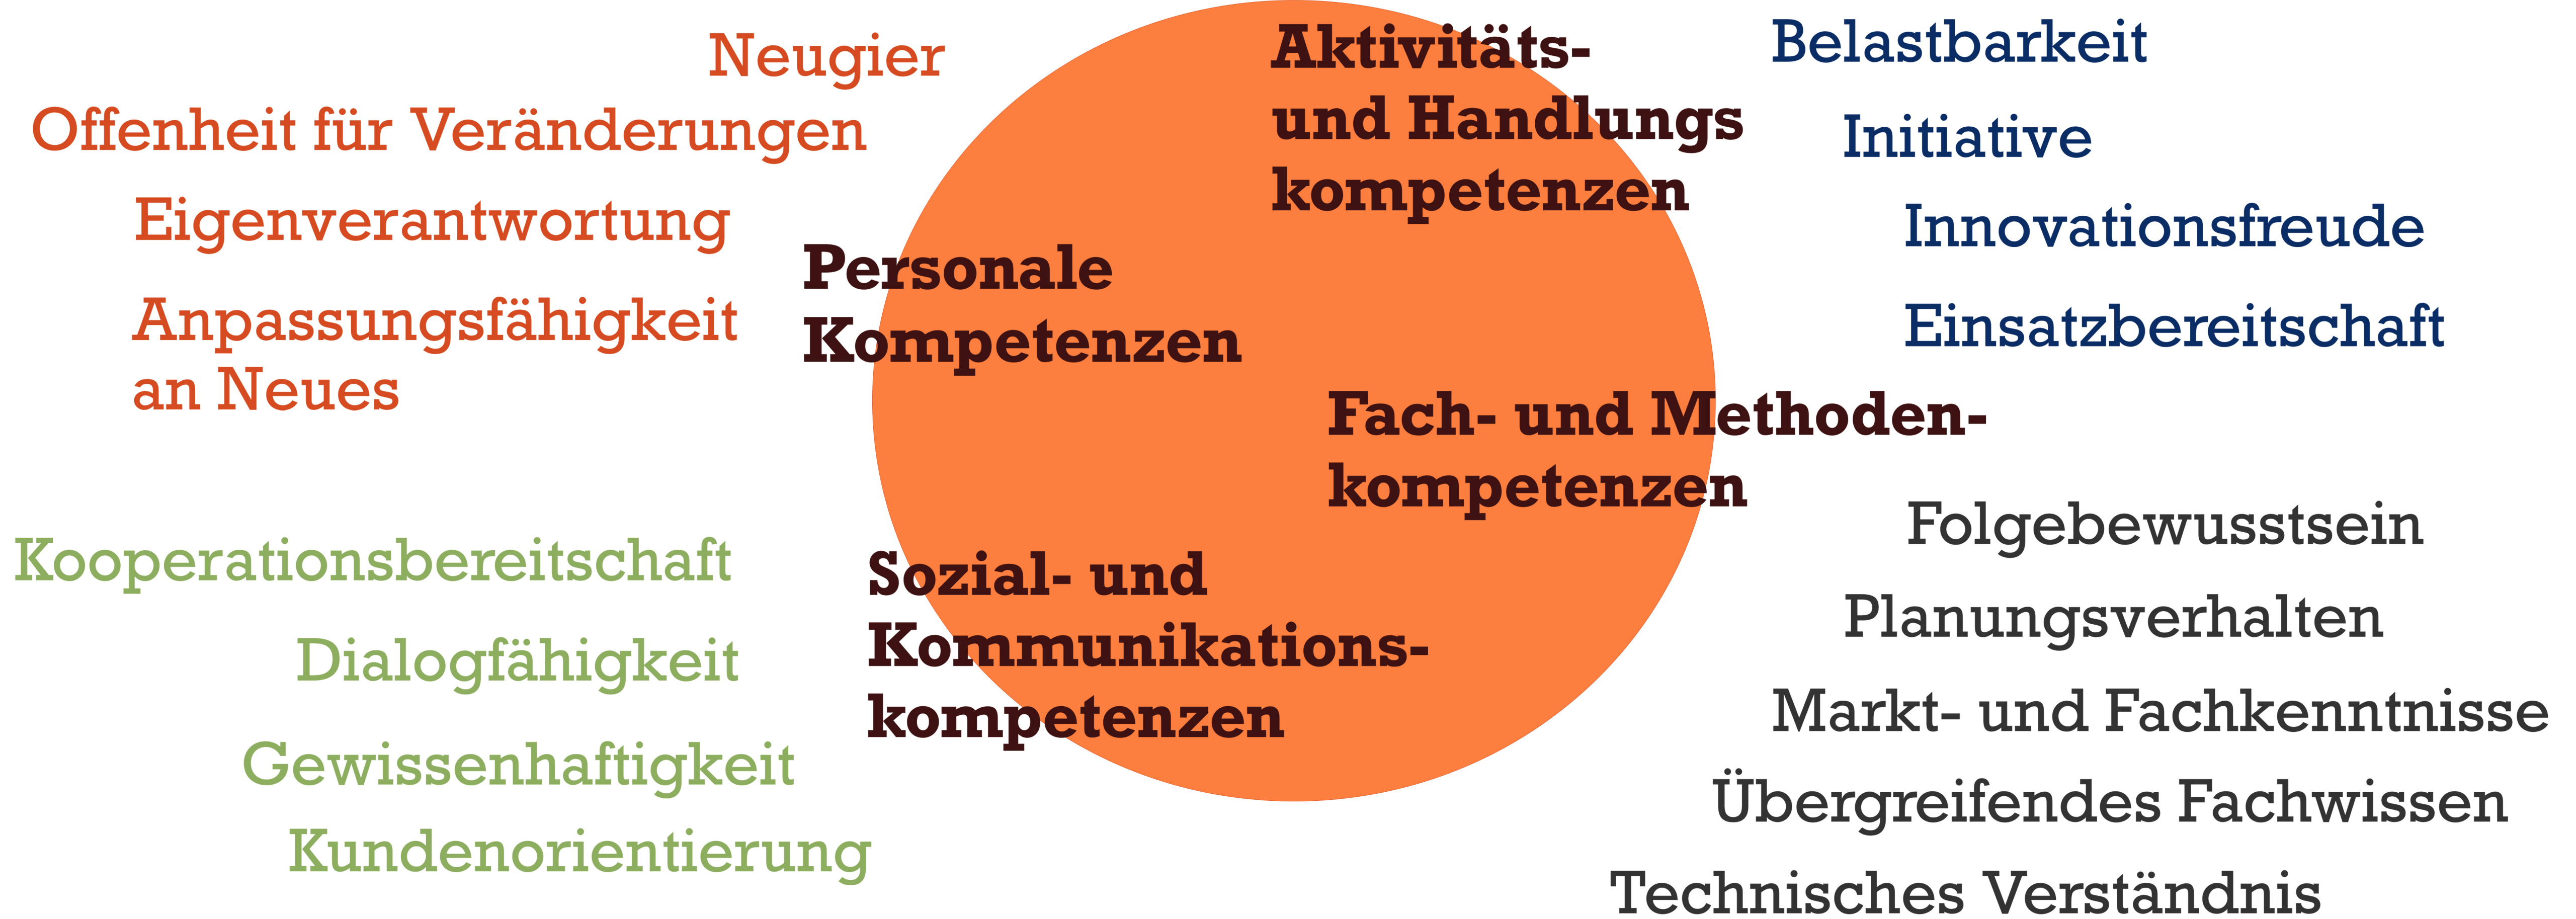 Neugier
Offenheit für Veränderungen
Eigenverantwortung
Anpassungsfähigkeit
an Neues
Personale
Kompetenzen
Aktivitäts-
und Handlungs
kompetenzen
Belastbarkeit
Initiative
Innovationsfreude
Einsatzbereitschaft
Fach- und Methoden-
kompetenzen
Folgebewusstsein
Planungsverhalten
Markt- und Fachkenntnisse
Übergreifendes Fachwissen
Technisches Verständnis
Sozial- und
Kommunikations-
kompetenzen
Kooperationsbereitschaft
Dialogfähigkeit
Gewissenhaftigkeit
Kundenorientierung